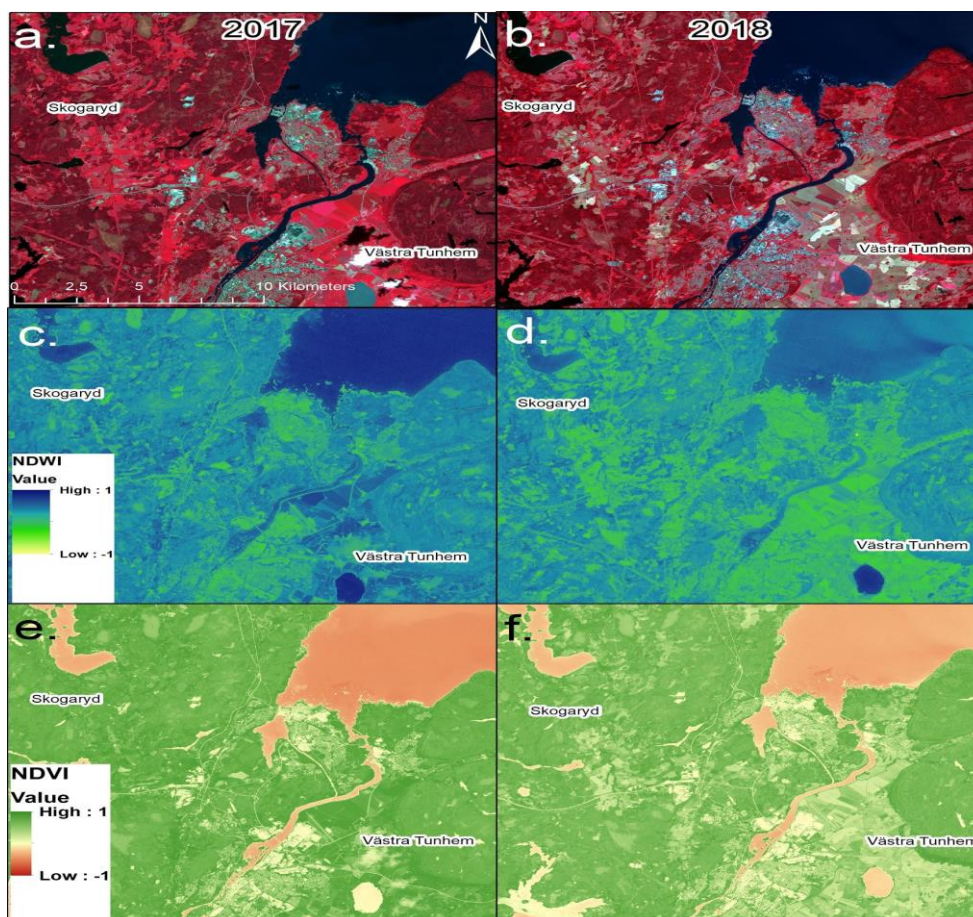 a.
2017
N
b.
2018
Skogaryd
Skogaryd
Västra Tunhem
Västra Tunhem
0 2,5 5 10 Kilometers
c.
d.
Skogaryd
Skogaryd
NDWI
Value
High : 1
Low : -1
Västra Tunhem
Västra Tunhem
e.
f.
Skogaryd
Skogaryd
NDVI
Value
High : 1
Low : -1
Västra Tunhem
Västra Tunhem